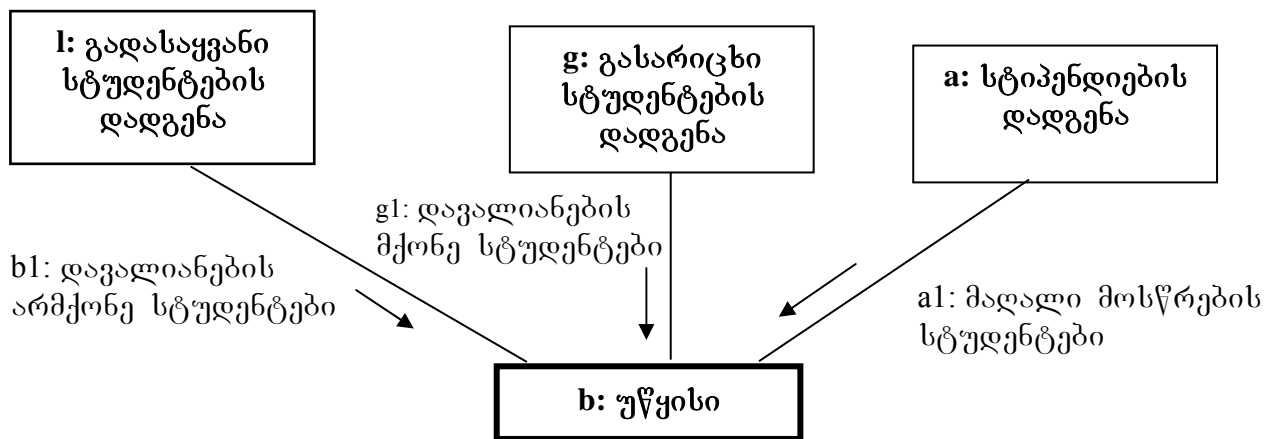 l: გადასაყვანი
სტუდენტების
დადგენა
g: გასარიცხი
სტუდენტების
დადგენა
a: სტიპენდიების
დადგენა
g1: დავალიანების
მქონე სტუდენტები
b1: დავალიანების
არმქონე სტუდენტები
a1: მაღალი მოსწრების
სტუდენტები
b: უწყისი